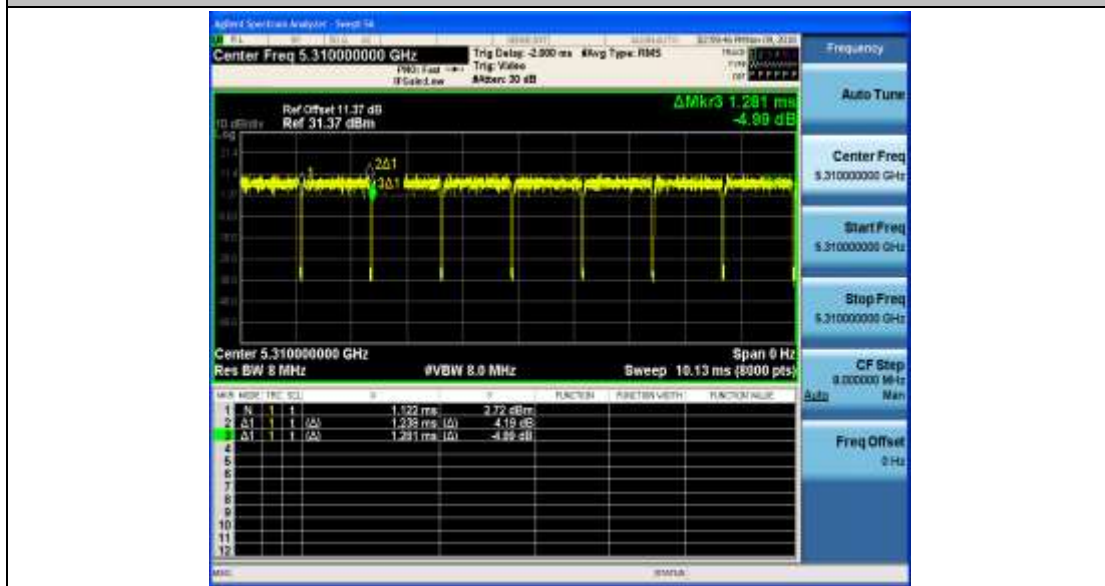 Agilent Spectrum Analyzer - Swept SA
Center Freq 5.310000000 GHz
PNO: Fast
IFGain:Low
Trig Delay: -2.000 ms
Trig: Video
#Atten: 30 dB
#Avg Type: RMS
Frequency
Auto Tune
Ref Offset 11.37 dB
Ref 31.37 dBm
10 dB/div
Log
ΔMkr3 1.281 ms
-4.99 dB
2Δ1
3Δ1
Center Freq
5.310000000 GHz
Start Freq
5.310000000 GHz
Stop Freq
5.310000000 GHz
CF Step
8.000000 MHz
Auto Man
Freq Offset
0 Hz
Center 5.310000000 GHz
Span 0 Hz
Res BW 8 MHz
#VBW 8.0 MHz
Sweep 10.13 ms (8000 pts)
MKR MODE TRC SCL X Y FUNCTION FUNCTION WIDTH FUNCTION VALUE
1 N 1 t 1.122 ms 2.72 dBm
2 Δ1 1 t (Δ) 1.239 ms (Δ) 4.19 dB
3 Δ1 1 t (Δ) 1.281 ms (Δ) -4.99 dB
4
5
6
7
8
9
10
11
12
MSG
STATUS